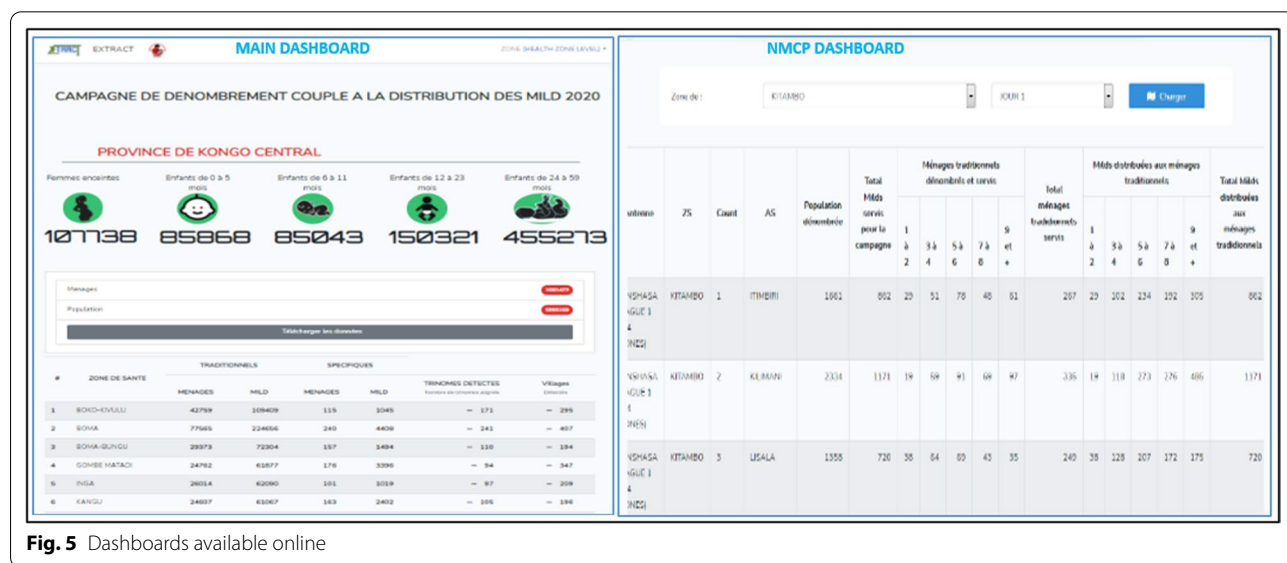 EXTRACT
MAIN DASHBOARD
ZONE (HEALTH ZONE LEVEL)
CAMPAGNE DE DENOMBREMENT COUPLE A LA DISTRIBUTION DES MILD 2020
PROVINCE DE KONGO CENTRAL
Femmes enceintes Enfants de 0 à 5 mois Enfants de 6 à 11 mois Enfants de 12 à 23 mois Enfants de 24 à 59 mois
107738 85868 85043 150321 455273
Ménages
Population
Télécharger les données
TRADITIONNELS SPECIFIQUES
# ZONE DE SANTE MENAGES MILD MENAGES MILD TRINOMES DETECTES Villages
1 BOKO-KIVULU 42759 109409 115 1045 — 171 — 295
2 BOMA 77565 224656 240 4408 — 241 — 407
3 BOMA-BUNGU 28373 72304 157 1494 — 110 — 194
4 GOMBE MATADI 24762 61877 176 3396 — 94 — 347
5 INGA 26014 62090 101 1019 — 97 — 209
6 KANGU 24607 61067 163 2402 — 105 — 196
NMCP DASHBOARD
Zone de : KITAMBO JOUR 1 Charger
Ménages traditionnels dénombrés et servis
Milds distribuées aux ménages traditionnels
ZS Count AS Population dénombrée Total Milds servis pour la campagne 1 à 2 3 à 4 5 à 6 7 à 8 9 et + Total ménages traditionnels servis 1 à 2 3 à 4 5 à 6 7 à 8 9 et + Total Milds distribuées aux ménages traditionnels
KITAMBO 1 ITIMBIRI 1661 862 29 51 78 48 61 267 29 102 234 192 305 862
KITAMBO 2 KILIMANI 2334 1171 19 59 91 69 97 336 19 118 273 276 486 1171
KITAMBO 3 LISALA 1358 720 38 64 69 43 35 249 38 128 207 172 175 720
Fig. 5 Dashboards available online